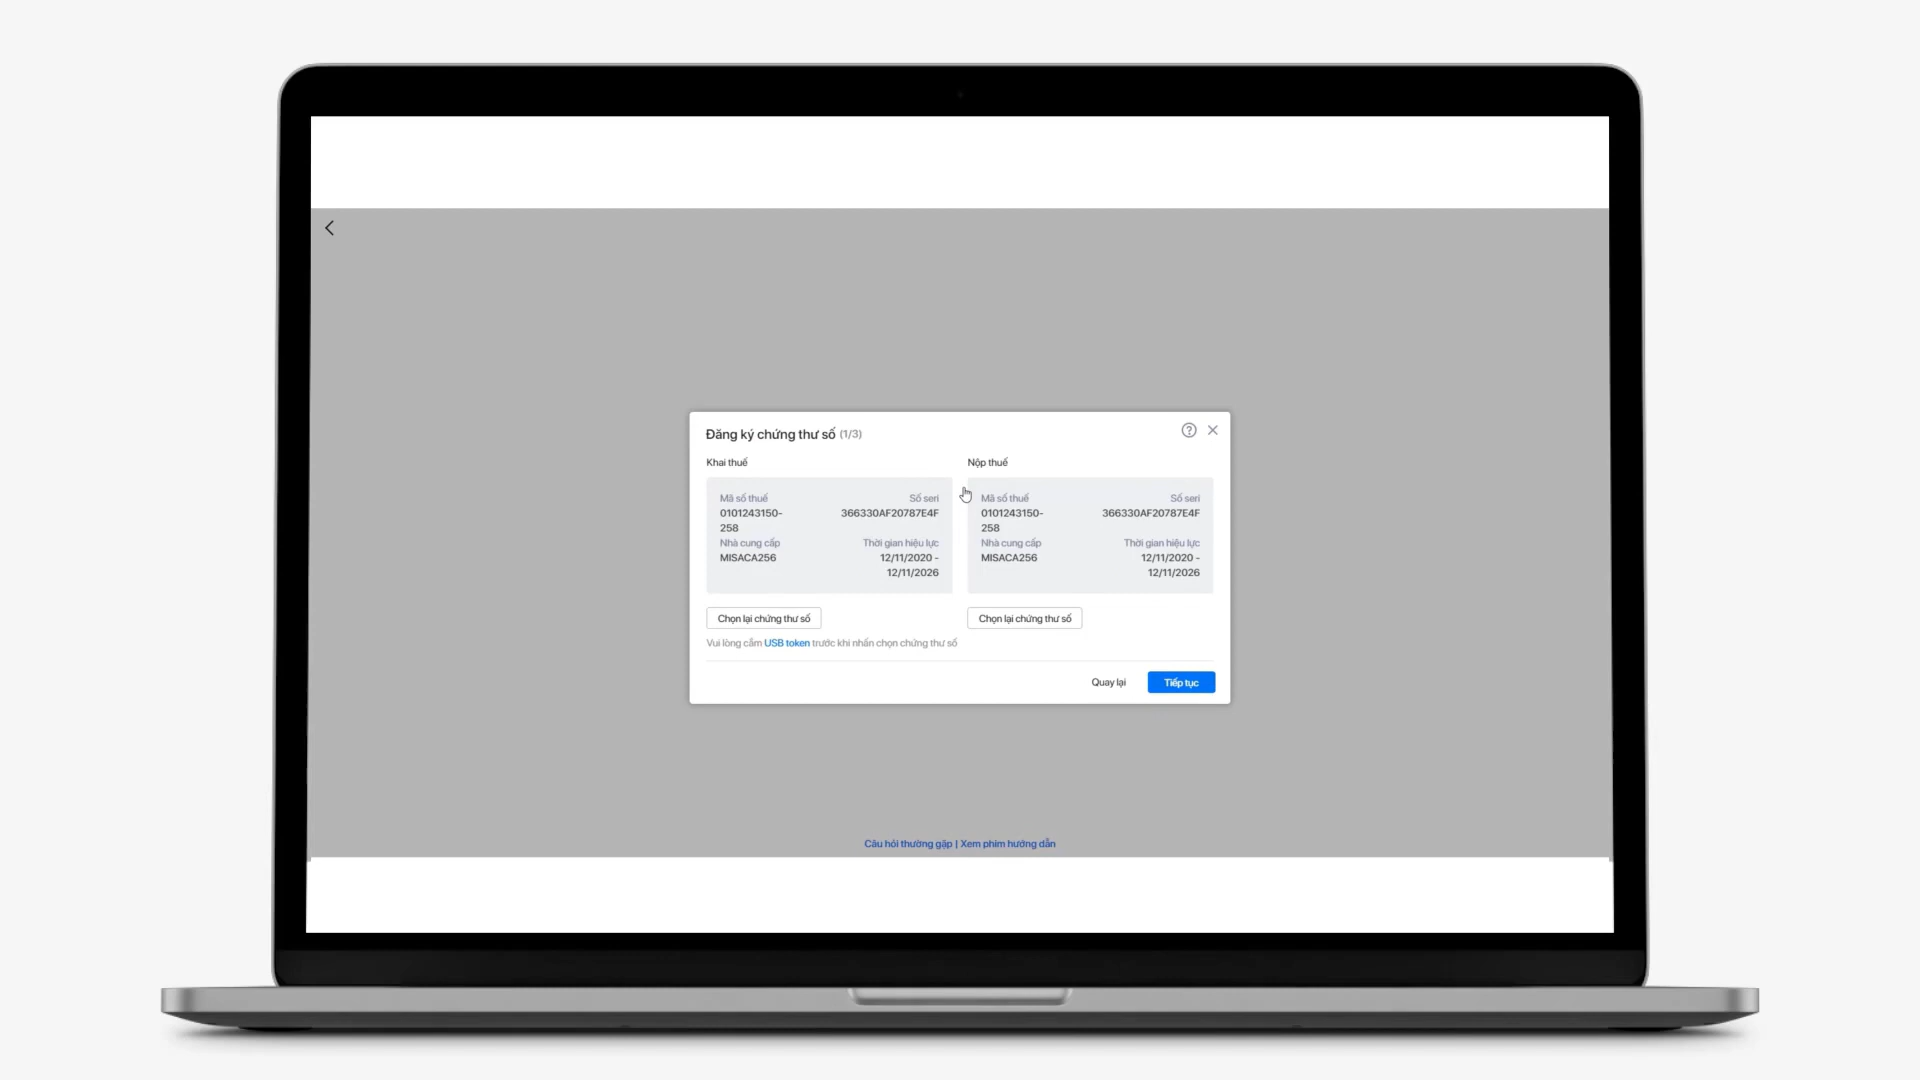 Đăng ký chứng thư số (1/3)
Khai thuế
Nộp thuế
Mã số thuế
Số seri
0101243150-
258
366330AF20787E4F
Nhà cung cấp
Thời gian hiệu lực
MISACA256
12/11/2020 -
12/11/2026
Mã số thuế
Số seri
0101243150-
258
366330AF20787E4F
Nhà cung cấp
Thời gian hiệu lực
MISACA256
12/11/2020 -
12/11/2026
Chọn lại chứng thư số
Chọn lại chứng thư số
Vui lòng cắm USB token trước khi nhấn chọn chứng thư số
Quay lại
Tiếp tục
Câu hỏi thường gặp | Xem phim hướng dẫn